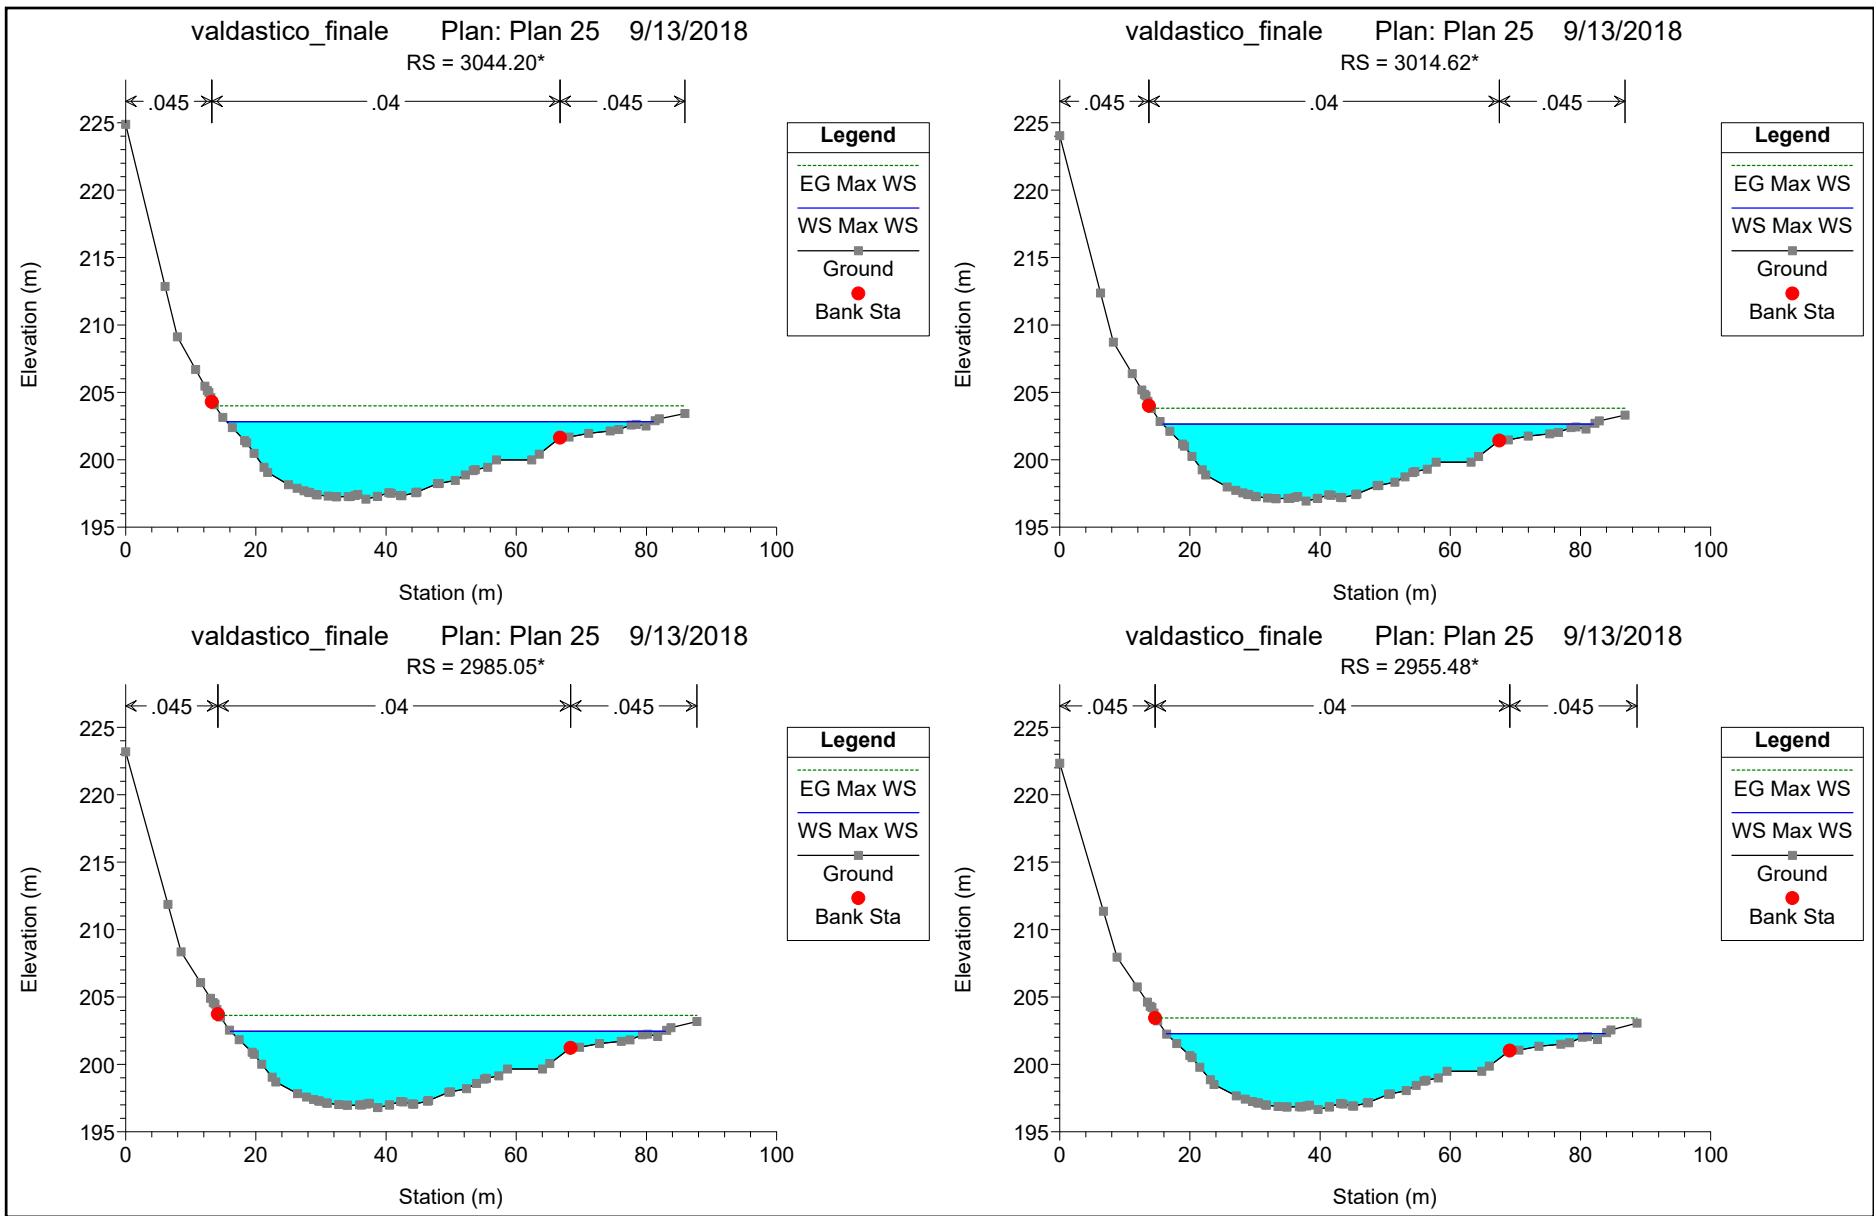 valdastico_finale Plan: Plan 25 9/13/2018
RS = 3044.20*
.045 .04 .045
225
220
215
210
205
200
195
0 20 40 60 80 100
Elevation (m)
Station (m)
Legend
EG Max WS
WS Max WS
Ground
Bank Sta
valdastico_finale Plan: Plan 25 9/13/2018
RS = 3014.62*
.045 .04 .045
225
220
215
210
205
200
195
0 20 40 60 80 100
Elevation (m)
Station (m)
Legend
EG Max WS
WS Max WS
Ground
Bank Sta
valdastico_finale Plan: Plan 25 9/13/2018
RS = 2985.05*
.045 .04 .045
225
220
215
210
205
200
195
0 20 40 60 80 100
Elevation (m)
Station (m)
Legend
EG Max WS
WS Max WS
Ground
Bank Sta
valdastico_finale Plan: Plan 25 9/13/2018
RS = 2955.48*
.045 .04 .045
225
220
215
210
205
200
195
0 20 40 60 80 100
Elevation (m)
Station (m)
Legend
EG Max WS
WS Max WS
Ground
Bank Sta